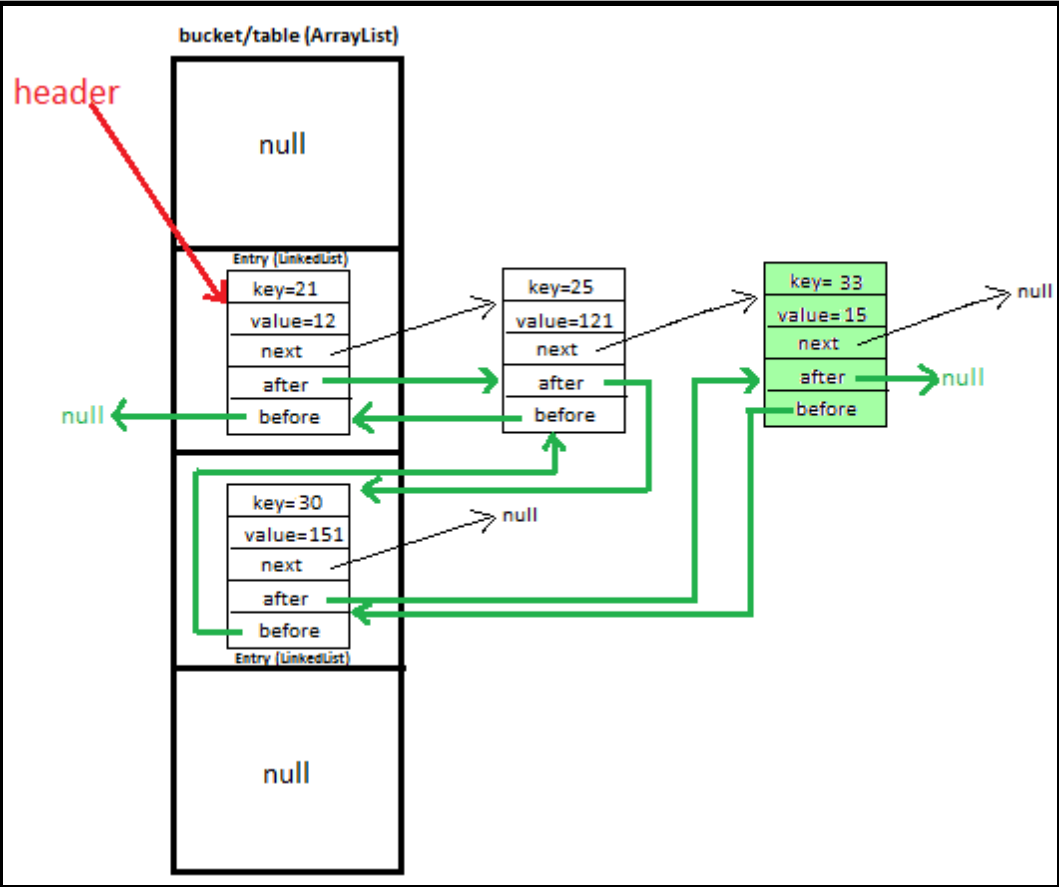 bucket/table (ArrayList)
header
null
Entry (LinkedList)
key=21
value=12
next
after
before
null
key=25
value=121
next
after
before
key= 33
value= 15
next
after
before
null
null
key= 30
value=151
next
after
before
Entry (LinkedList)
null
null